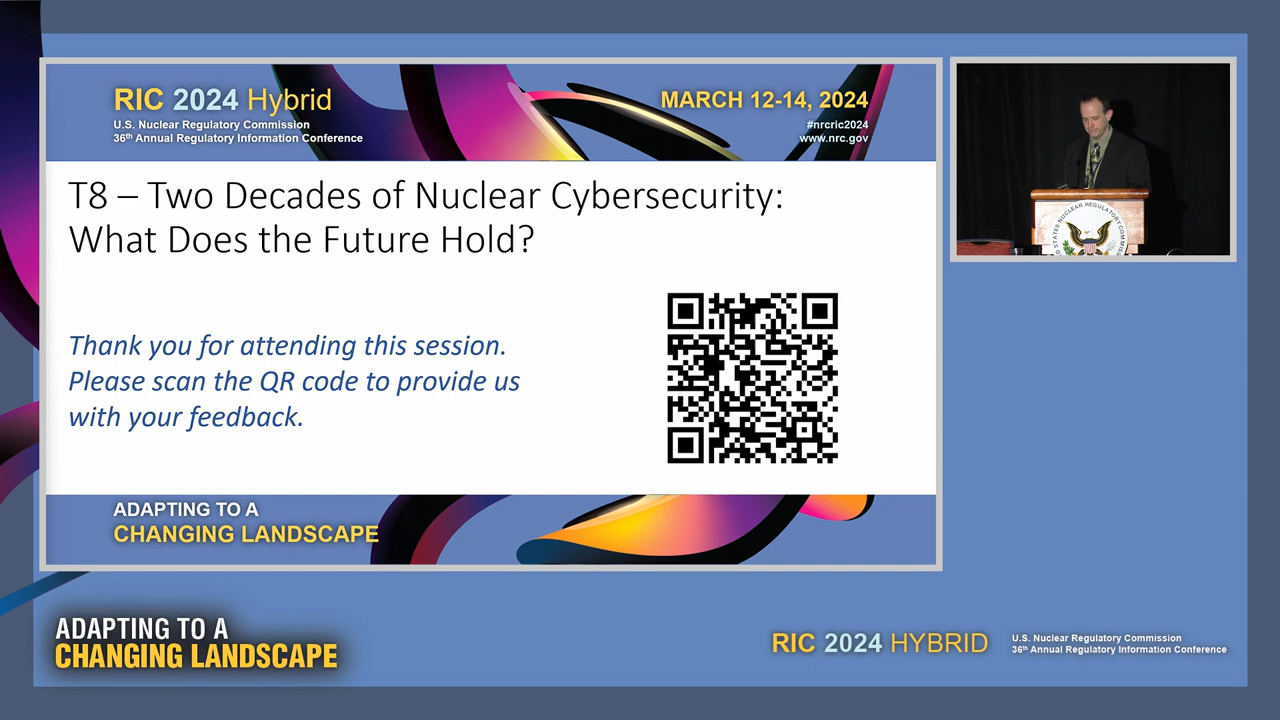 RIC 2024 Hybrid
U.S. Nuclear Regulatory Commission
36th Annual Regulatory Information Conference
MARCH 12-14, 2024
#nrcric2024
www.nrc.gov
T8 – Two Decades of Nuclear Cybersecurity:
What Does the Future Hold?
Thank you for attending this session.
Please scan the QR code to provide us
with your feedback.
ADAPTING TO A
CHANGING LANDSCAPE
STATES NUCLEAR REGULATORY
ADAPTING TO A
CHANGING LANDSCAPE
RIC 2024 HYBRID
U.S. Nuclear Regulatory Commission
36th Annual Regulatory Information Conference